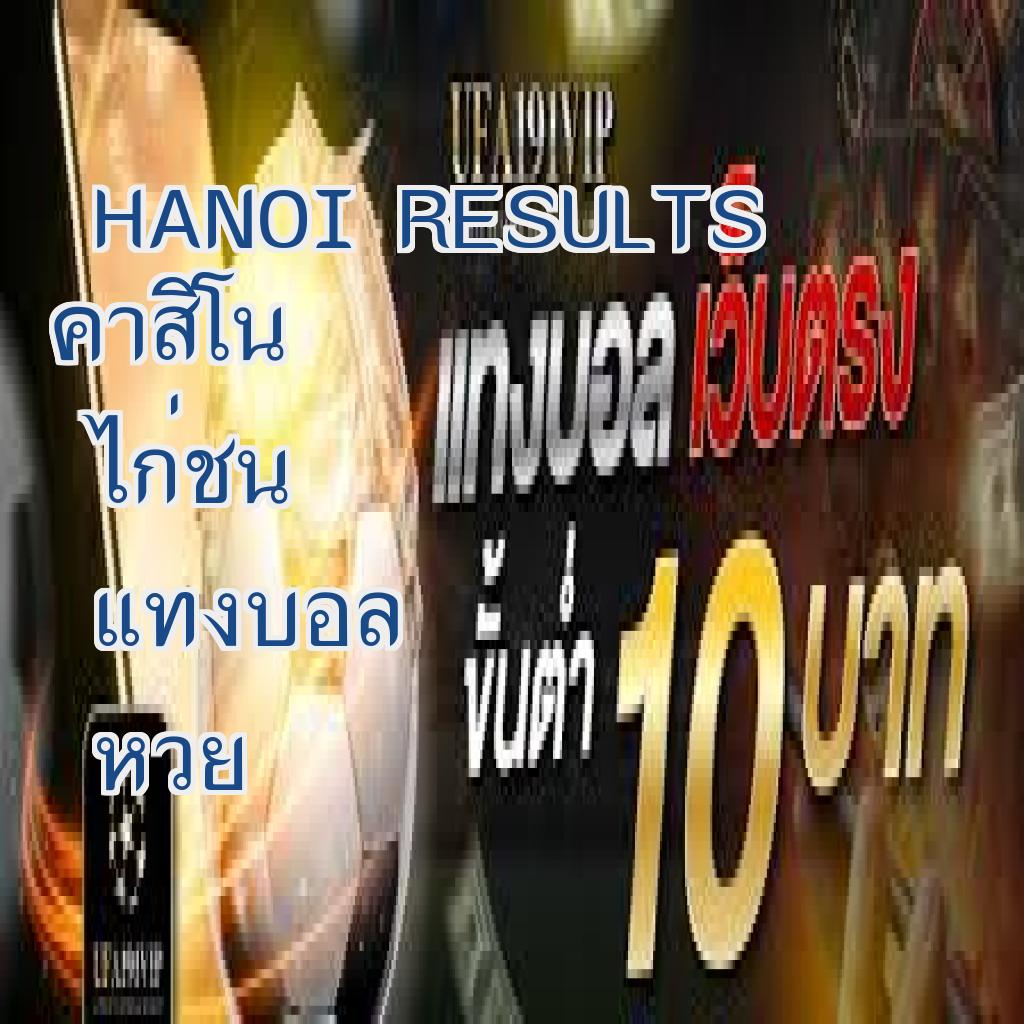 UFA191VIP
HANOI RESULTS
คาสิโน
ไก่ชน
แทงบอล
หวย
แทงบอล เว็บตรง
ขั้นต่ำ 10 บาท
UFA191VIP